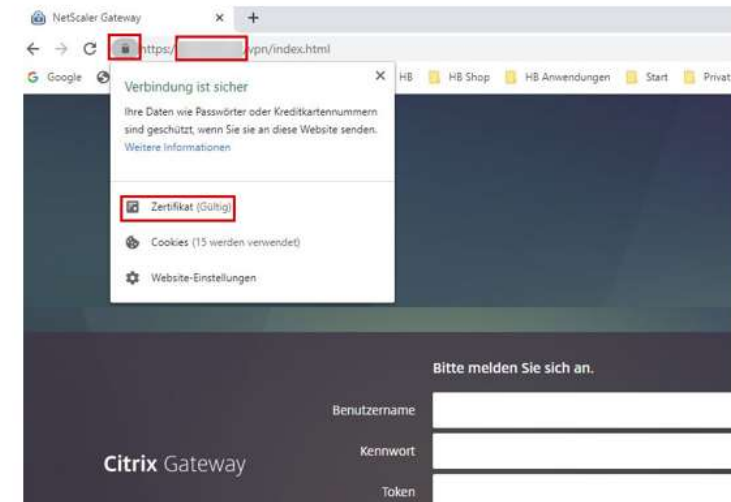 NetScaler Gateway
https:/ /vpn/index.html
Google HB HB Shop HB Anwendungen Start Privat
Verbindung ist sicher
Ihre Daten wie Passwörter oder Kreditkartennummern
sind geschützt, wenn Sie sie an diese Website senden.
Weitere Informationen
Zertifikat (Gültig)
Cookies (15 werden verwendet)
Website-Einstellungen
Bitte melden Sie sich an.
Benutzername
Kennwort
Citrix Gateway
Token